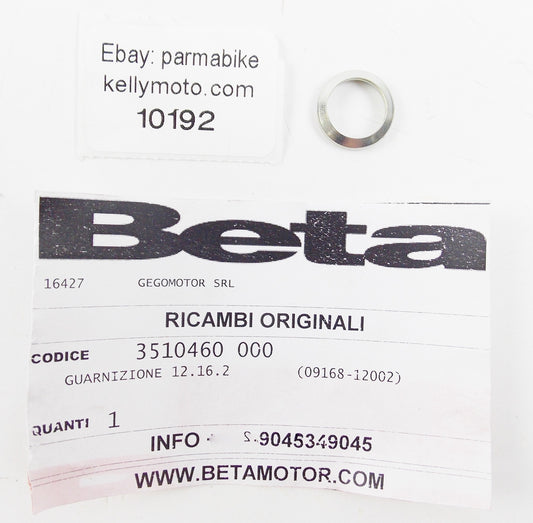 Ebay: parmabike
kellymoto.com
10192
Beta
16427 GEGOMOTOR SRL
RICAMBI ORIGINALI
CODICE 3510460 000
GUARNIZIONE 12.16.2 (09168-12002)
QUANTI 1
INFO 9045349045
WWW.BETAMOTOR.COM